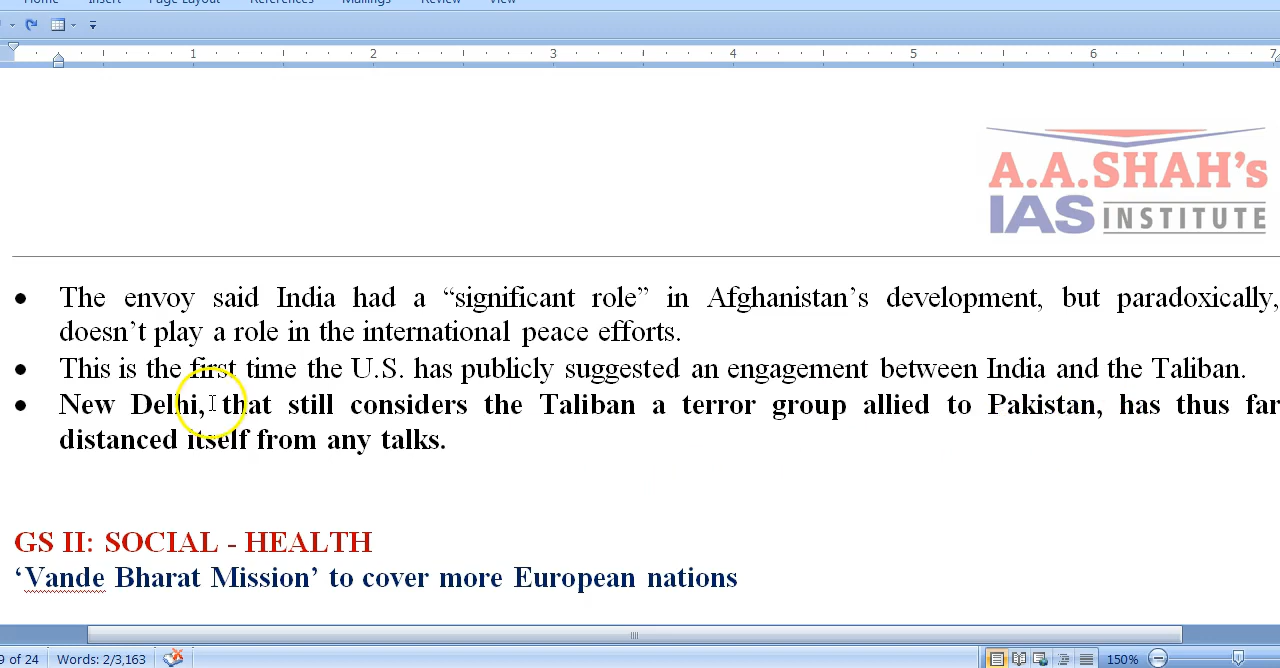 Home Insert Page Layout References Mailings Review View
1 2 3 4 5 6 7
A.A.SHAH's
IAS INSTITUTE
• The envoy said India had a “significant role” in Afghanistan’s development, but paradoxically,
doesn’t play a role in the international peace efforts.
• This is the first time the U.S. has publicly suggested an engagement between India and the Taliban.
• New Delhi, that still considers the Taliban a terror group allied to Pakistan, has thus far
distanced itself from any talks.
GS II: SOCIAL - HEALTH
‘Vande Bharat Mission’ to cover more European nations
9 of 24 Words: 2/3,163 150%